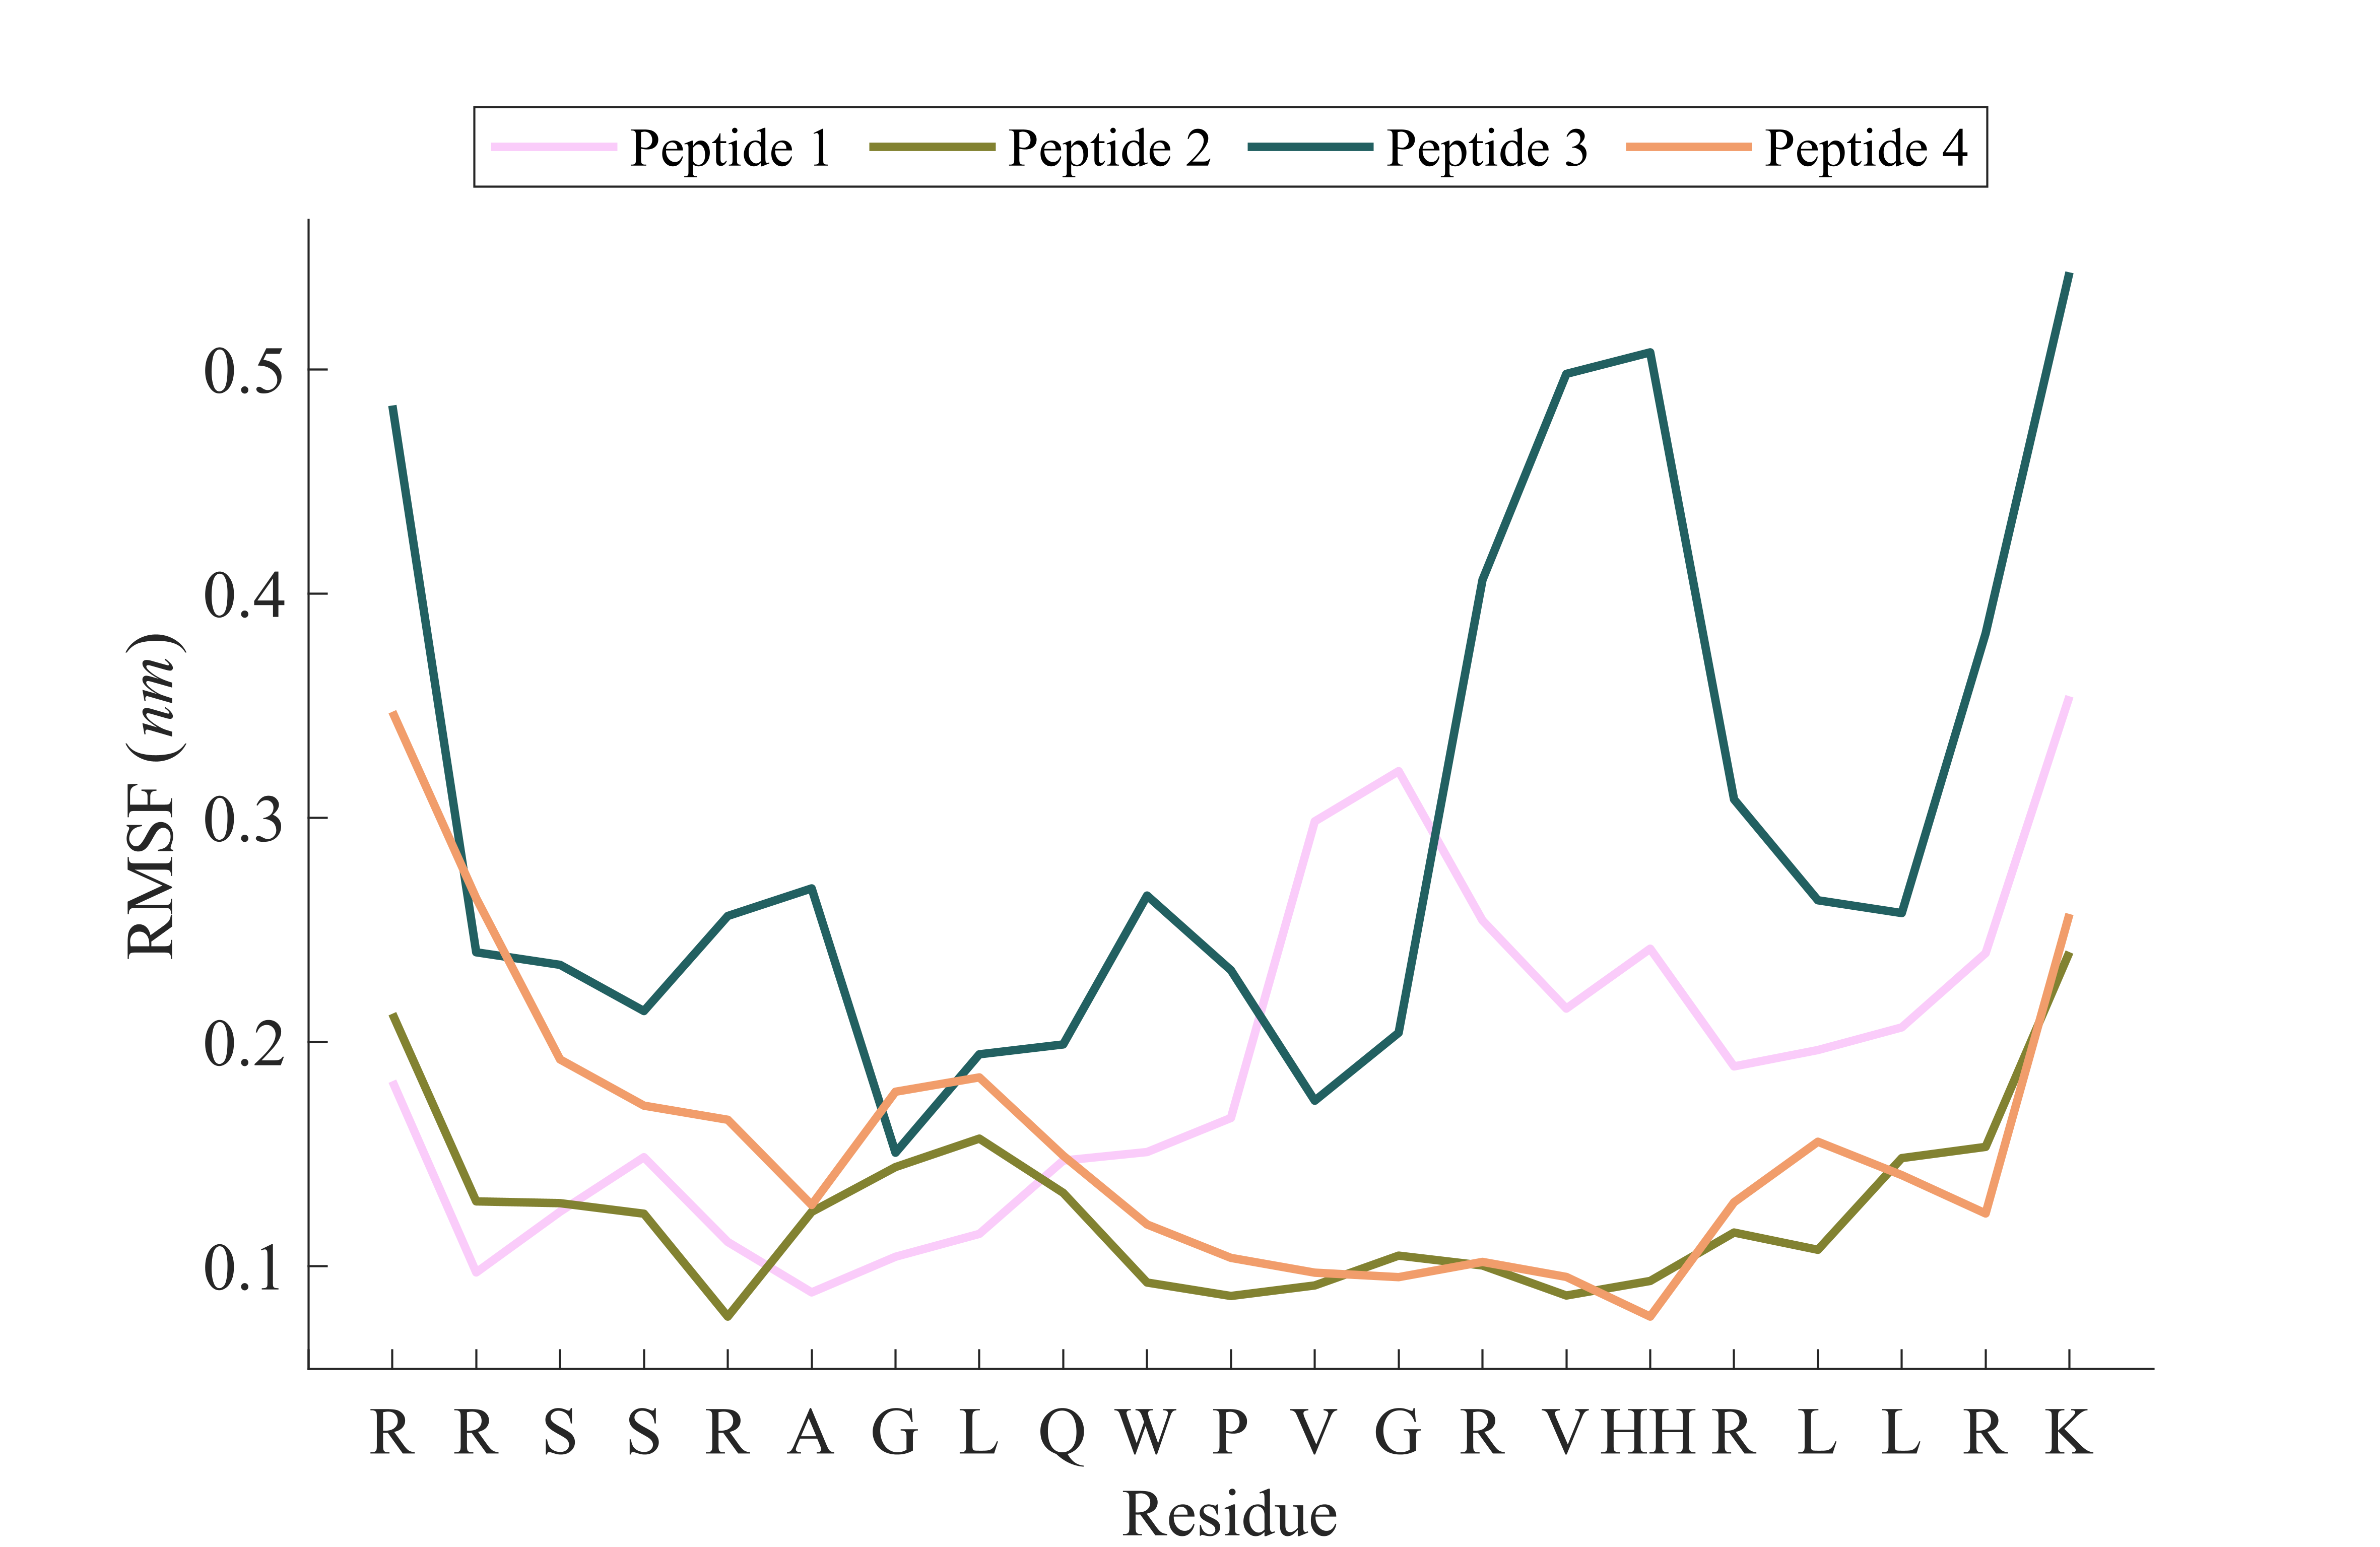 Peptide 1 Peptide 2 Peptide 3 Peptide 4
0.5
0.4
0.3
0.2
0.1
RMSF (nm)
R R S S R A G L Q W P V G R V HH R L L R K
Residue